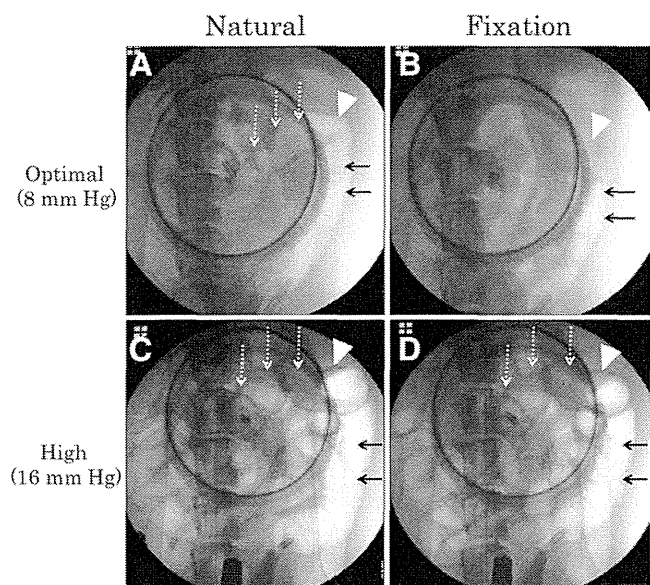 Natural Fixation
A B
Optimal
(8 mm Hg)
C D
High
(16 mm Hg)